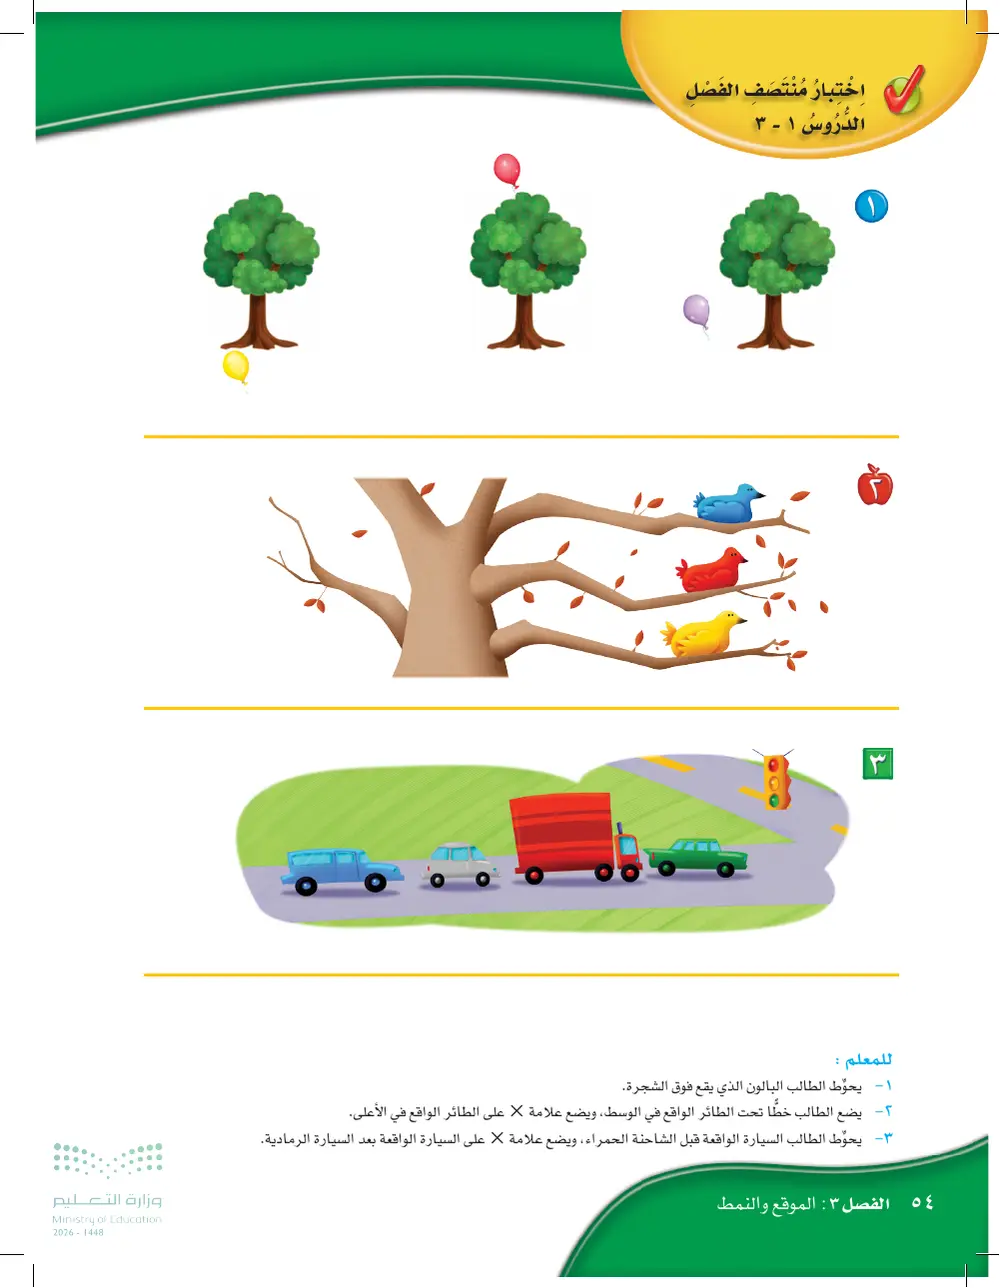 اِخْتِبارُ مُنْتَصَفِ الفَصْلِ
الدُّرُوسُ ١ - ٣
١
٢
٣
للمعلم :
١- يحوِّط الطالب البالون الذي يقع فوق الشجرة.
٢- يضع الطالب خطًّا تحت الطائر الواقع في الوسط، ويضع علامة × على الطائر الواقع في الأعلى.
٣- يحوِّط الطالب السيارة الواقعة قبل الشاحنة الحمراء، ويضع علامة × على السيارة الواقعة بعد السيارة الرمادية.
وزارة التعـــليم
Ministry of Education
2026 - 1448
٥٤ الفصل ٣: الموقع والنمط